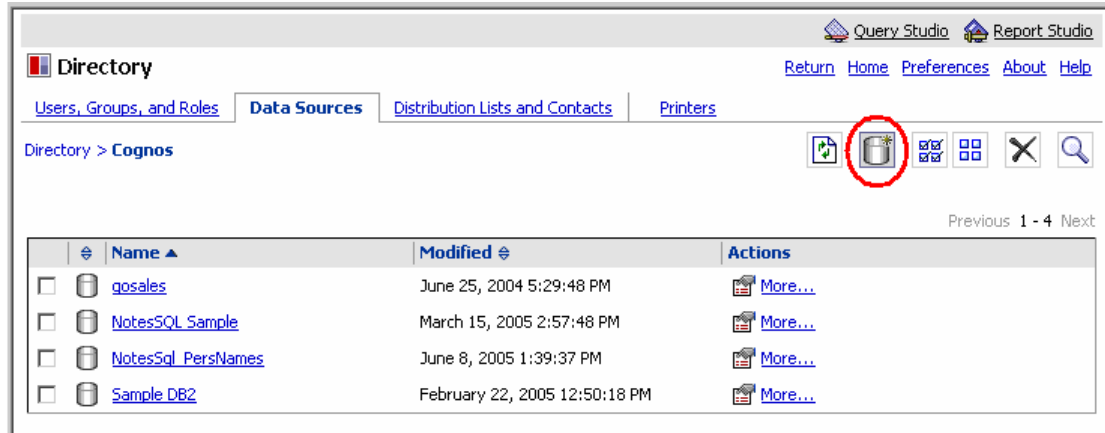 Query Studio Report Studio
Directory Return Home Preferences About Help
Users, Groups, and Roles Data Sources Distribution Lists and Contacts Printers
Directory > Cognos
Previous 1 - 4 Next
Name Modified Actions
gosales June 25, 2004 5:29:48 PM More...
NotesSQL Sample March 15, 2005 2:57:48 PM More...
NotesSql_PersNames June 8, 2005 1:39:37 PM More...
Sample DB2 February 22, 2005 12:50:18 PM More...